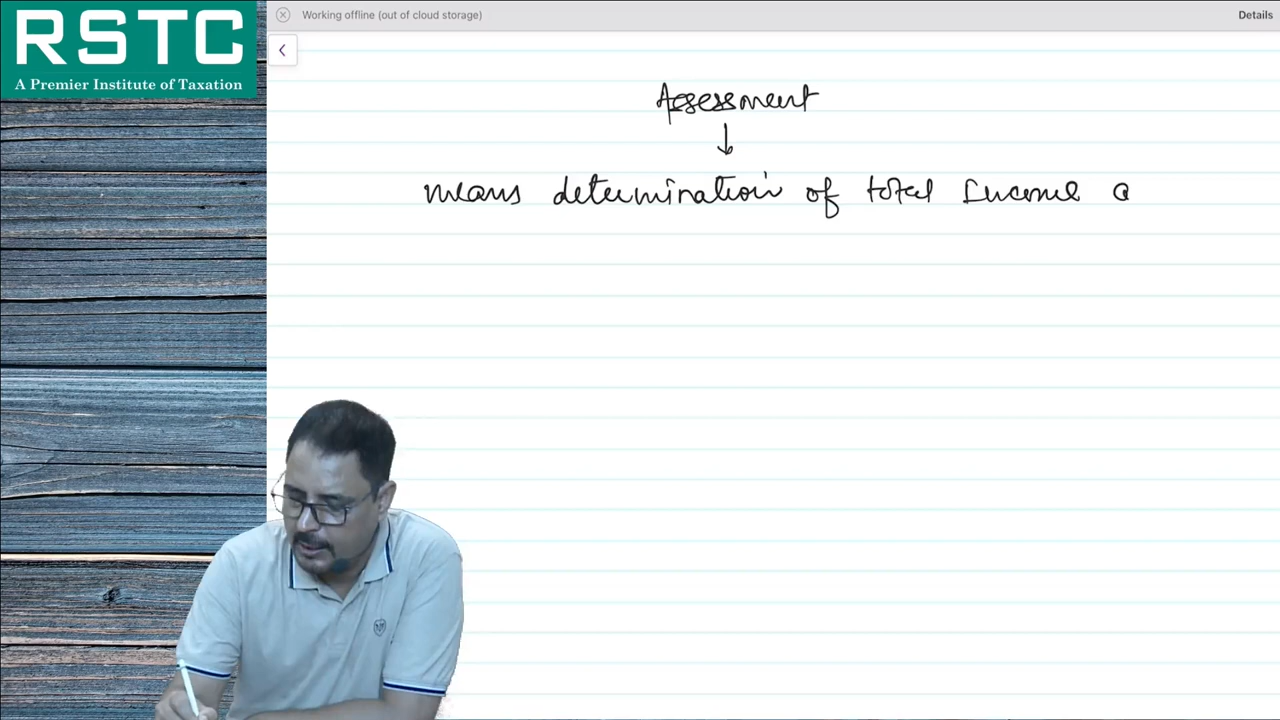 RSTC
A Premier Institute of Taxation
Working offline (out of cloud storage)
Details
Assessment
means determination of total Income a